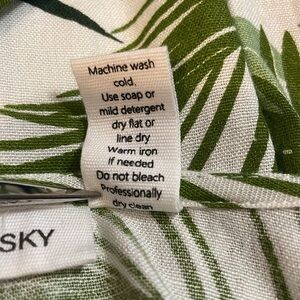 Machine wash
cold.
Use soap or
mild detergent
dry flat or
line dry
Warm iron
If needed
Do not bleach
Professionally
dry clean
SKY